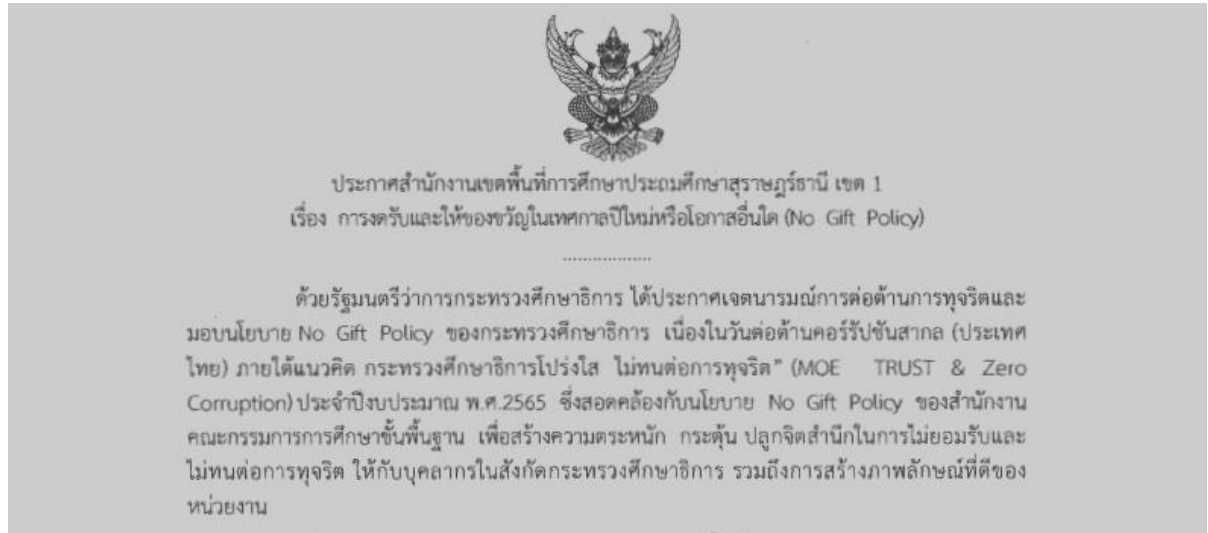 ประกาศสำนักงานเขตพื้นที่การศึกษาประถมศึกษาสุราษฎร์ธานี เขต 1
เรื่อง การงดรับและให้ของขวัญในเทศกาลปีใหม่หรือโอกาสอื่นใด (No Gift Policy)
..................
ด้วยรัฐมนตรีว่าการกระทรวงศึกษาธิการ ได้ประกาศเจตนารมณ์การต่อต้านการทุจริตและ
มอบนโยบาย No Gift Policy ของกระทรวงศึกษาธิการ เนื่องในวันต่อต้านคอร์รัปชันสากล (ประเทศ
ไทย) ภายใต้แนวคิด กระทรวงศึกษาธิการโปร่งใส ไม่ทนต่อการทุจริต" (MOE TRUST & Zero
Corruption) ประจำปีงบประมาณ พ.ศ.2565 ซึ่งสอดคล้องกับนโยบาย No Gift Policy ของสำนักงาน
คณะกรรมการการศึกษาขั้นพื้นฐาน เพื่อสร้างความตระหนัก กระตุ้น ปลูกจิตสำนึกในการไม่ยอมรับและ
ไม่ทนต่อการทุจริต ให้กับบุคลากรในสังกัดกระทรวงศึกษาธิการ รวมถึงการสร้างภาพลักษณ์ที่ดีของ
หน่วยงาน